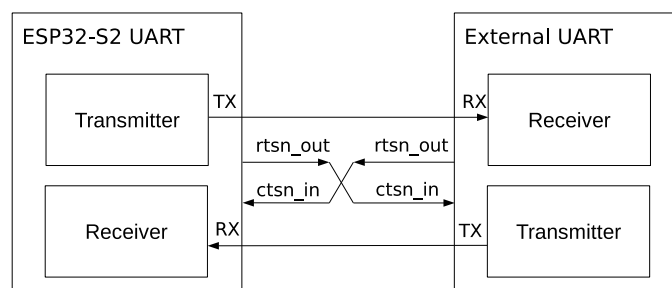 ESP32-S2 UART
External UART
Transmitter
TX
RX
Receiver
rtsn_out
rtsn_out
ctsn_in
ctsn_in
Receiver
RX
TX
Transmitter